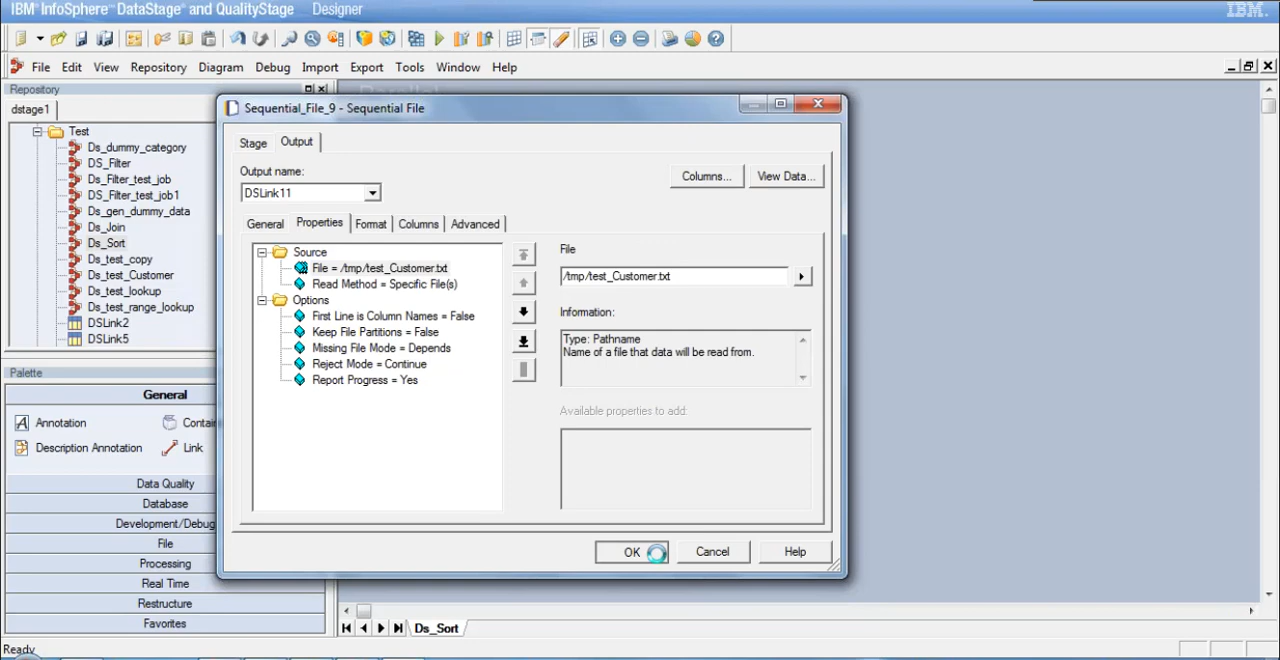 IBM® InfoSphere™ DataStage® and QualityStage Designer
IBM.
File Edit View Repository Diagram Debug Import Export Tools Window Help
Repository
dstage1
Test
Ds_dummy_category
DS_Filter
Ds_Filter_test_job
DS_Filter_test_job1
Ds_gen_dummy_data
Ds_Join
Ds_Sort
Ds_test_copy
Ds_test_Customer
Ds_test_lookup
Ds_test_range_lookup
DSLink2
DSLink5
Palette
General
Annotation
Contai
Description Annotation
Link
Data Quality
Database
Development/Debug
File
Processing
Real Time
Restructure
Favorites
Ready
Sequential_File_9 - Sequential File
Stage Output
Output name:
DSLink11
Columns... View Data...
General Properties Format Columns Advanced
Source
File = /tmp/test_Customer.txt
Read Method = Specific File(s)
Options
First Line is Column Names = False
Keep File Partitions = False
Missing File Mode = Depends
Reject Mode = Continue
Report Progress = Yes
File
/tmp/test_Customer.txt
Information:
Type: Pathname
Name of a file that data will be read from.
Available properties to add:
OK Cancel Help
Ds_Sort